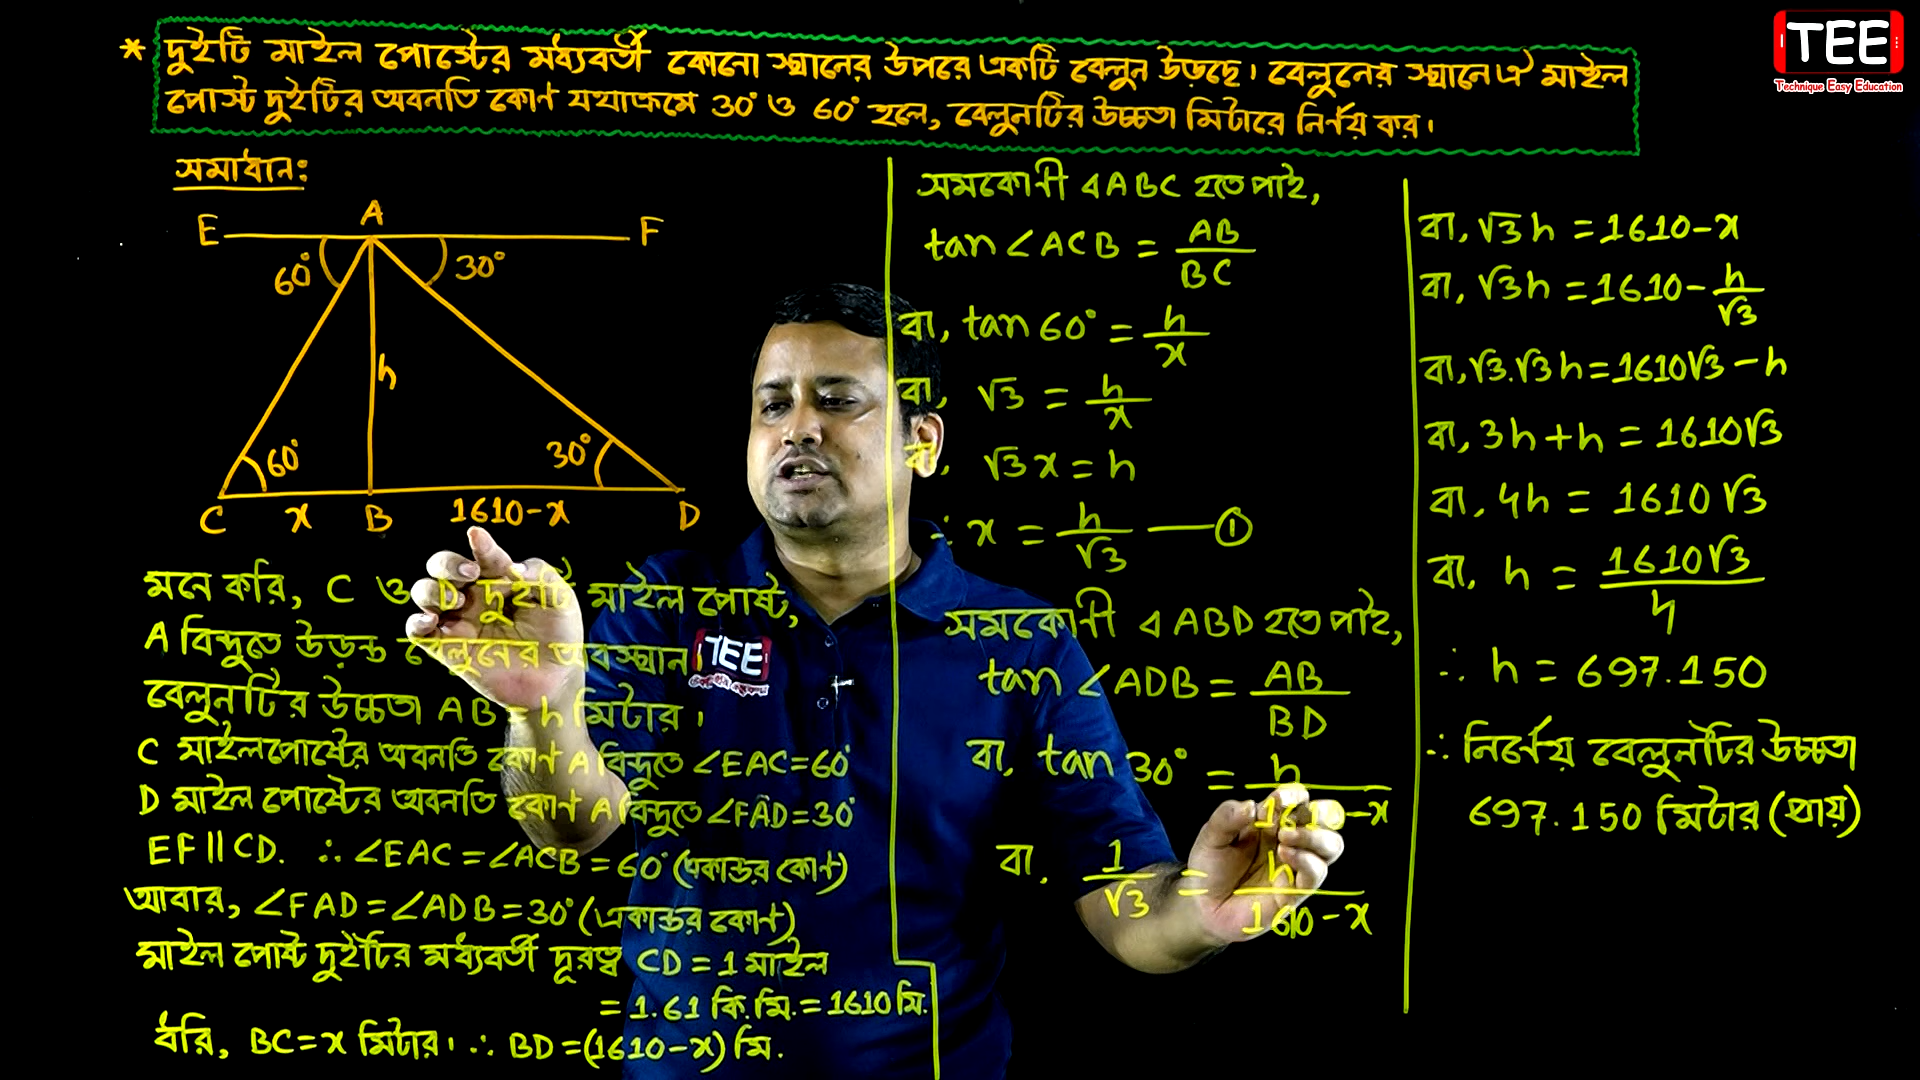 * দুইটি মাইল পোস্টের মধ্যবর্তী কোনো স্থানের উপরে একটি বেলুন উড়ছে। বেলুনের স্থানে ঐ মাইল
পোস্ট দুইটির অবনতি কোণ যথাক্রমে 30° ও 60° হলে, বেলুনটির উচ্চতা মিটারে নির্ণয় কর।
TEE
Technique Easy Education
সমাধান:
E A F
60° 30°
h
60° 30°
C x B 1610-x D
মনে করি, C ও D দুইটি মাইল পোষ্ট,
A বিন্দুতে উড়ন্ত বেলুনের অবস্থান
বেলুনটির উচ্চতা AB = h মিটার।
C মাইলপোষ্টের অবনতি কোণ A বিন্দুতে ∠EAC=60°
D মাইল পোষ্টের অবনতি কোণ A বিন্দুতে ∠FAD=30°
EF||CD. ∴ ∠EAC=∠ACB=60° (একান্তর কোণ)
আবার, ∠FAD=∠ADB=30° (একান্তর কোণ)
মাইল পোষ্ট দুইটির মধ্যবর্তী দূরত্ব CD = 1 মাইল
= 1.61 কি.মি. = 1610 মি.
ধরি, BC=x মিটার। ∴ BD=(1610-x) মি.
TEE
সমকোণী ⊿ABC হতে পাই,
tan∠ACB = AB/BC
বা, tan 60° = h/x
বা, √3 = h/x
বা, √3 x = h
∴ x = h/√3 —— ①
সমকোণী ⊿ABD হতে পাই,
tan ∠ADB = AB/BD
বা, tan 30° = h/1610-x
বা, 1/√3 = h/1610-x
বা, √3 h = 1610-x
বা, √3h = 1610 - h/√3
বা, √3.√3 h = 1610√3 - h
বা, 3h + h = 1610√3
বা, 4h = 1610√3
বা, h = 1610√3/4
∴ h = 697.150
∴ নির্ণেয় বেলুনটির উচ্চতা
697.150 মিটার (প্রায়)